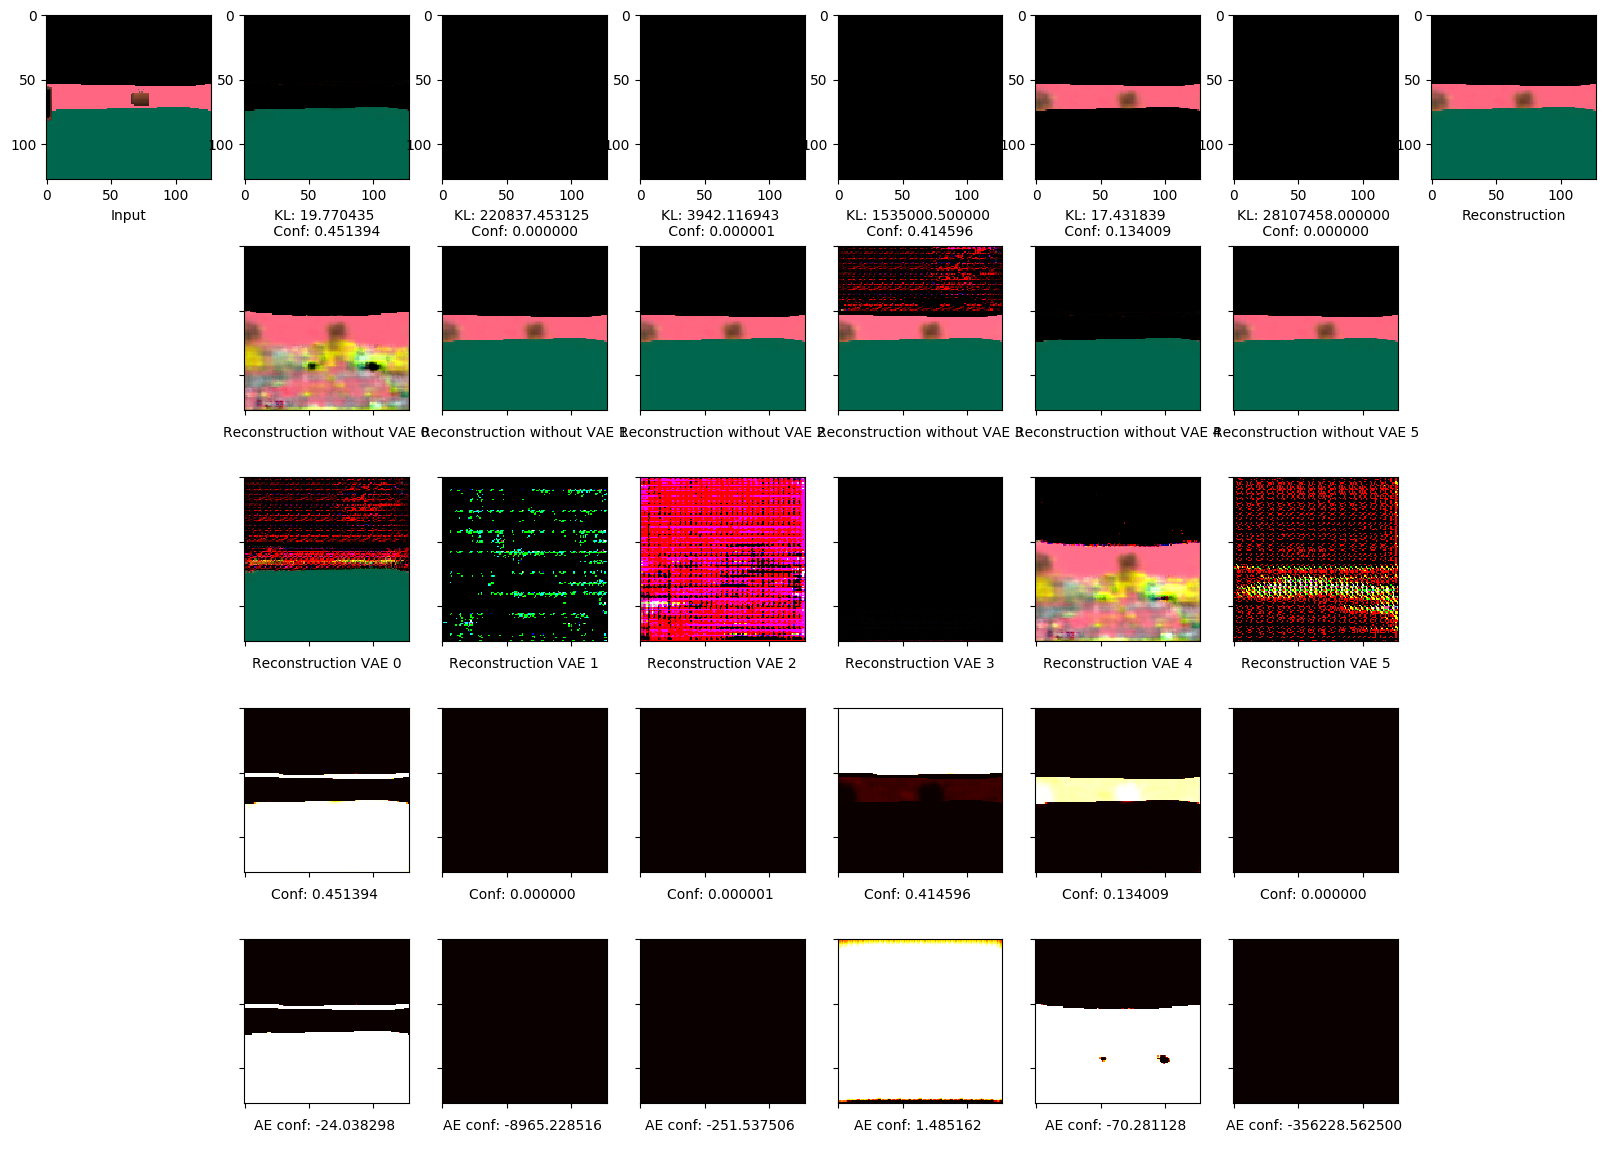 0 0 0 0 0 0 0
50 50 50 50 50 50 50
100 100 100 100 100 100 100
0 50 100 0 50 100 0 50 100 0 50 100 0 50 100 0 50 100 0 50 100 0 50 100
Input KL: 19.770435 KL: 220837.453125 KL: 3942.116943 KL: 1535000.500000 KL: 17.431839 KL: 28107458.000000 Reconstruction
Conf: 0.451394 Conf: 0.000000 Conf: 0.000001 Conf: 0.414596 Conf: 0.134009 Conf: 0.000000
Reconstruction without VAE 0 Reconstruction without VAE 1 Reconstruction without VAE 2 Reconstruction without VAE 3 Reconstruction without VAE 4 Reconstruction without VAE 5
Reconstruction VAE 0 Reconstruction VAE 1 Reconstruction VAE 2 Reconstruction VAE 3 Reconstruction VAE 4 Reconstruction VAE 5
Conf: 0.451394 Conf: 0.000000 Conf: 0.000001 Conf: 0.414596 Conf: 0.134009 Conf: 0.000000
AE conf: -24.038298 AE conf: -8965.228516 AE conf: -251.537506 AE conf: 1.485162 AE conf: -70.281128 AE conf: -356228.562500